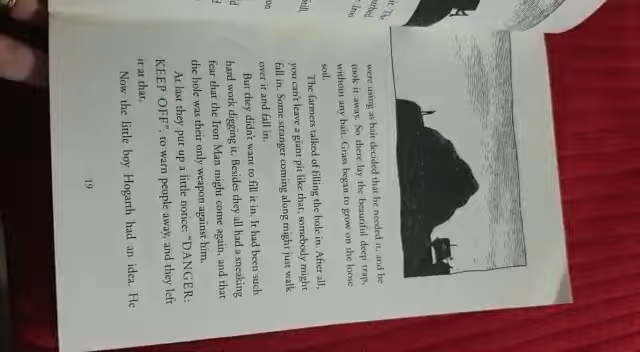 were using as bait decided that he needed it, and he
took it away. So there lay the beautiful deep trap,
without any bait. Grass began to grow on the loose
soil.
The farmers talked of filling the hole in. After all,
you can't leave a giant pit like that, somebody might
fall in. Some stranger coming along might just walk
over it and fall in.
But they didn't want to fill it in. It had been such
hard work digging it. Besides they all had a sneaking
fear that the Iron Man might come again, and that
the hole was their only weapon against him.
At last they put up a little notice: "DANGER:
KEEP OFF", to warn people away, and they left
it at that.
Now the little boy Hogarth had an idea. He
19